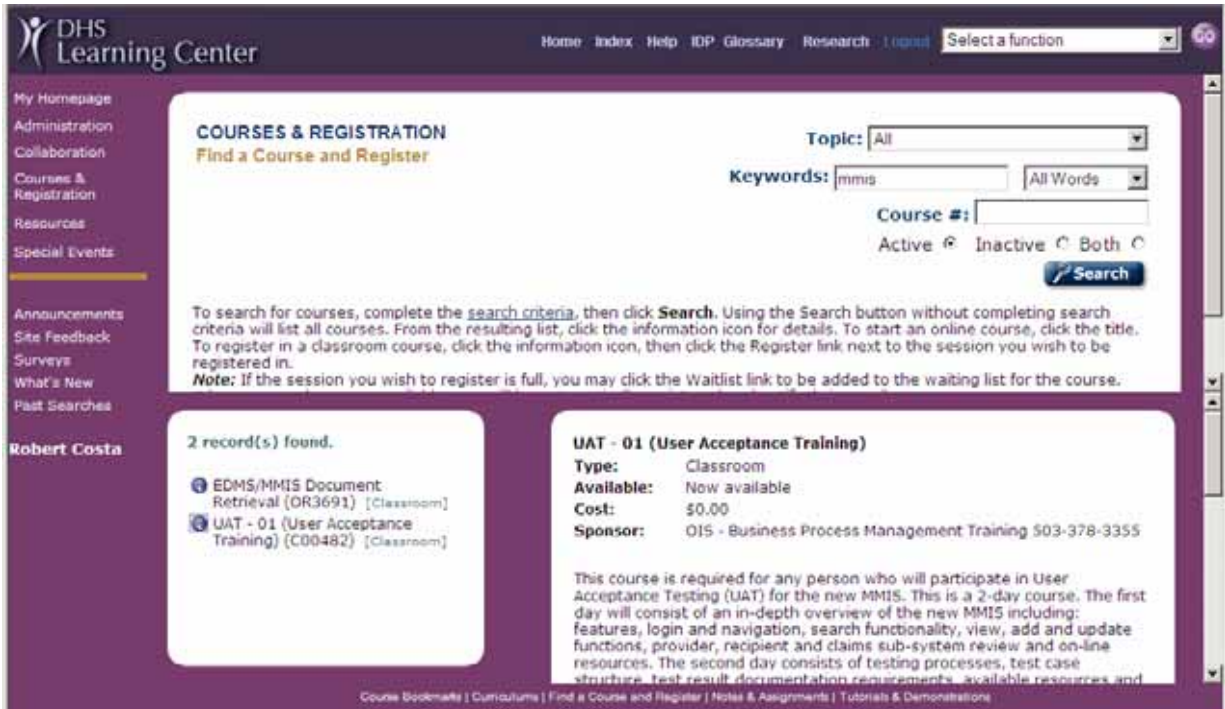 DHS
Learning Center
Home Index Help IDP Glossary Research Logout Select a function GO
My Homepage
Administration
Collaboration
Courses &
Registration
Resources
Special Events
Announcements
Site Feedback
Surveys
What's New
Past Searches
Robert Costa
COURSES & REGISTRATION
Find a Course and Register
Topic: All
Keywords: mmis All Words
Course #:
Active Inactive Both
Search
To search for courses, complete the search criteria, then click Search. Using the Search button without completing search
criteria will list all courses. From the resulting list, click the information icon for details. To start an online course, click the title.
To register in a classroom course, click the information icon, then click the Register link next to the session you wish to be
registered in.
Note: If the session you wish to register is full, you may click the Waitlist link to be added to the waiting list for the course.
2 record(s) found.
EDMS/MMIS Document
Retrieval (OR3691) [Classroom]
UAT - 01 (User Acceptance
Training) (C00482) [Classroom]
UAT - 01 (User Acceptance Training)
Type: Classroom
Available: Now available
Cost: $0.00
Sponsor: OIS - Business Process Management Training 503-378-3355
This course is required for any person who will participate in User
Acceptance Testing (UAT) for the new MMIS. This is a 2-day course. The first
day will consist of an in-depth overview of the new MMIS including:
features, login and navigation, search functionality, view, add and update
functions, provider, recipient and claims sub-system review and on-line
resources. The second day consists of testing processes, test case
structure, test result documentation requirements, available resources and
Course Bookmarks | Curriculums | Find a Course and Register | Notes & Assignments | Tutorials & Demonstrations